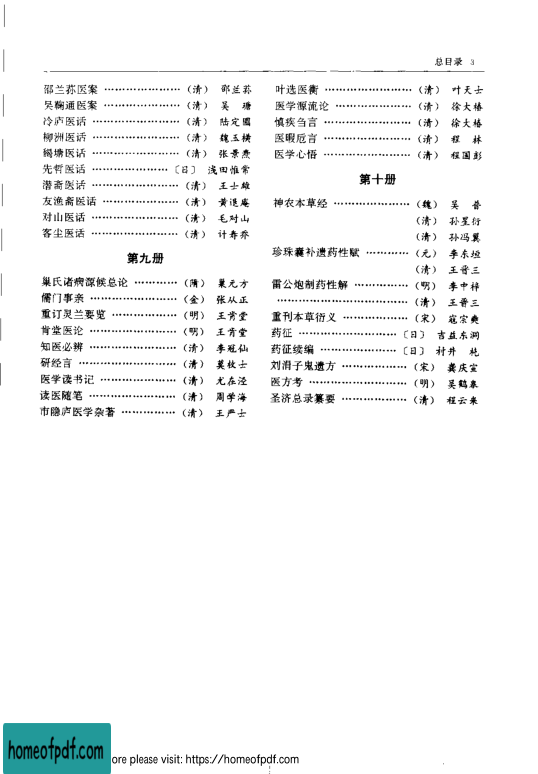 总目录 3
邵兰荪医案 …………………（清） 邵兰荪
吴鞠通医案 …………………（清） 吴 瑭
冷庐医话 ……………………（清） 陆定圃
柳洲医话 ……………………（清） 魏玉横
馤塘医话 ……………………（清） 张景焘
先哲医话 ……………………〔日〕 浅田惟常
潜斋医话 ……………………（清） 王士雄
友渔斋医话 …………………（清） 黄退庵
对山医话 ……………………（清） 毛对山
客尘医话 ……………………（清） 计寿乔
第九册
巢氏诸病源候总论 …………（隋） 巢元方
儒门事亲 ……………………（金） 张从正
重订灵兰要览 ………………（明） 王肯堂
肯堂医论 ……………………（明） 王肯堂
知医必辨 ……………………（清） 李冠仙
研经言 ………………………（清） 莫枚士
医学读书记 …………………（清） 尤在泾
读医随笔 ……………………（清） 周学海
市隐庐医学杂著 ……………（清） 王严士
叶选医衡 ……………………（清） 叶天士
医学源流论 …………………（清） 徐大椿
慎疾刍言 ……………………（清） 徐大椿
医暇卮言 ……………………（清） 程 林
医学心悟 ……………………（清） 程国彭
第十册
神农本草经 …………………（魏） 吴 普
（清） 孙星衍
（清） 孙冯翼
珍珠囊补遗药性赋 …………（元） 李东垣
（清） 王晋三
雷公炮制药性解 ……………（明） 李中梓
……………………………（清） 王晋三
重刊本草衍义 ………………（宋） 寇宗奭
药征 …………………………〔日〕 吉益东洞
药征续编 ……………………〔日〕 村井 杶
刘涓子鬼遗方 ………………（宋） 龚庆宣
医方考 ………………………（明） 吴鹤皋
圣济总录纂要 ………………（清） 程云来
homeofpdf.com
ore please visit: https://homeofpdf.com